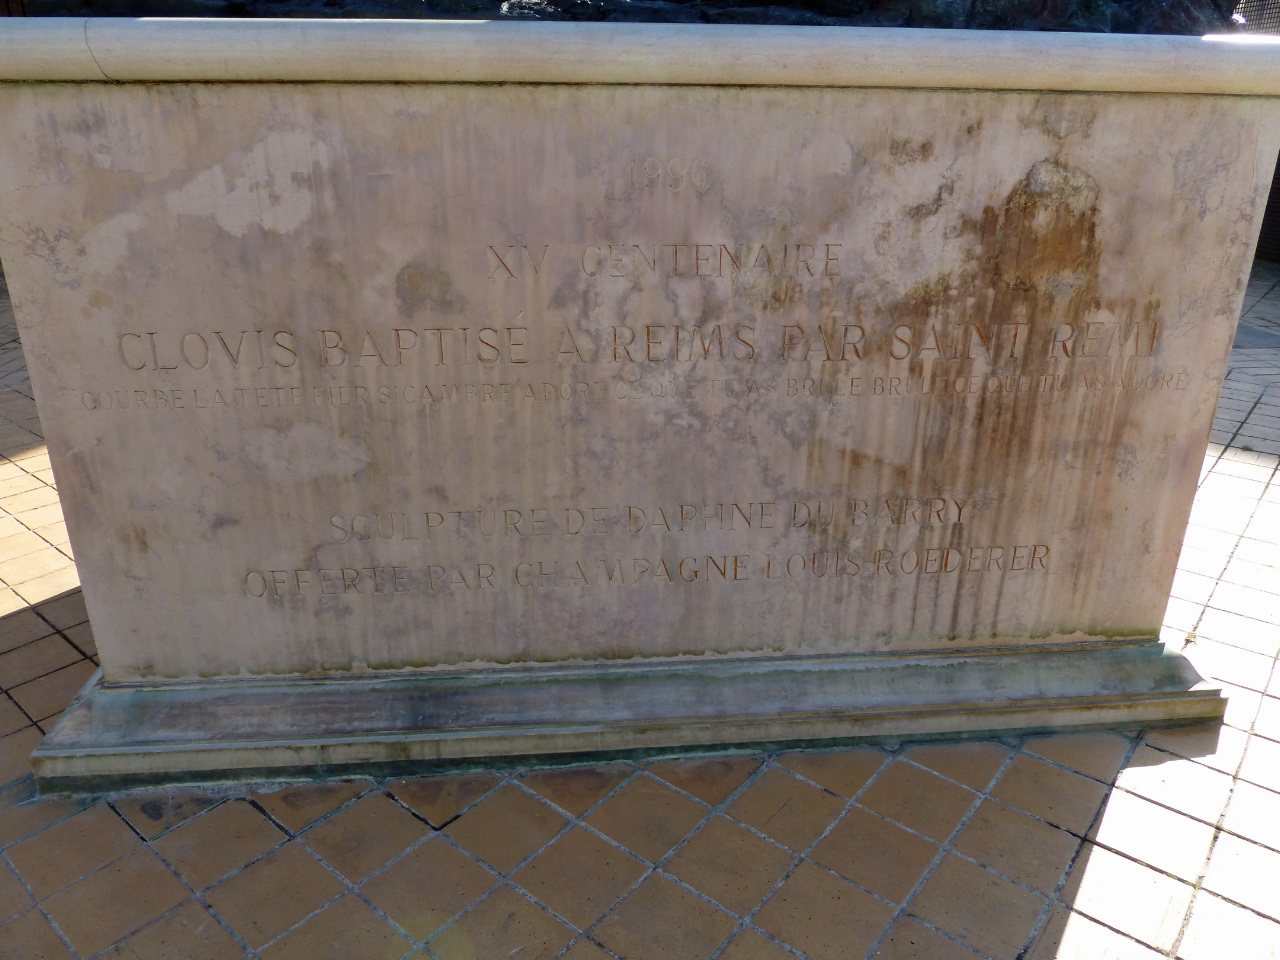 1996
XV CENTENAIRE
CLOVIS BAPTISÉ A REIMS PAR SAINT REMI
COURBE LA TETE FIER SICAMBRE ADORE CE QUE TU AS BRULE BRULE CE QUE TU AS ADORE
SCULPTURE DE DAPHNE DU BARRY
OFFERTE PAR CHAMPAGNE LOUIS ROEDERER